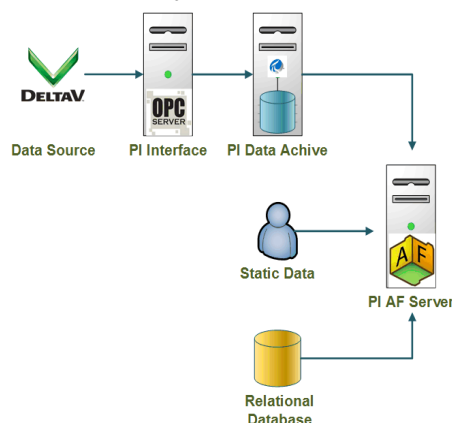 DELTAV
OPC
SERVER
Data Source
PI Interface
PI Data Achive
AF
Static Data
PI AF Server
Relational
Database